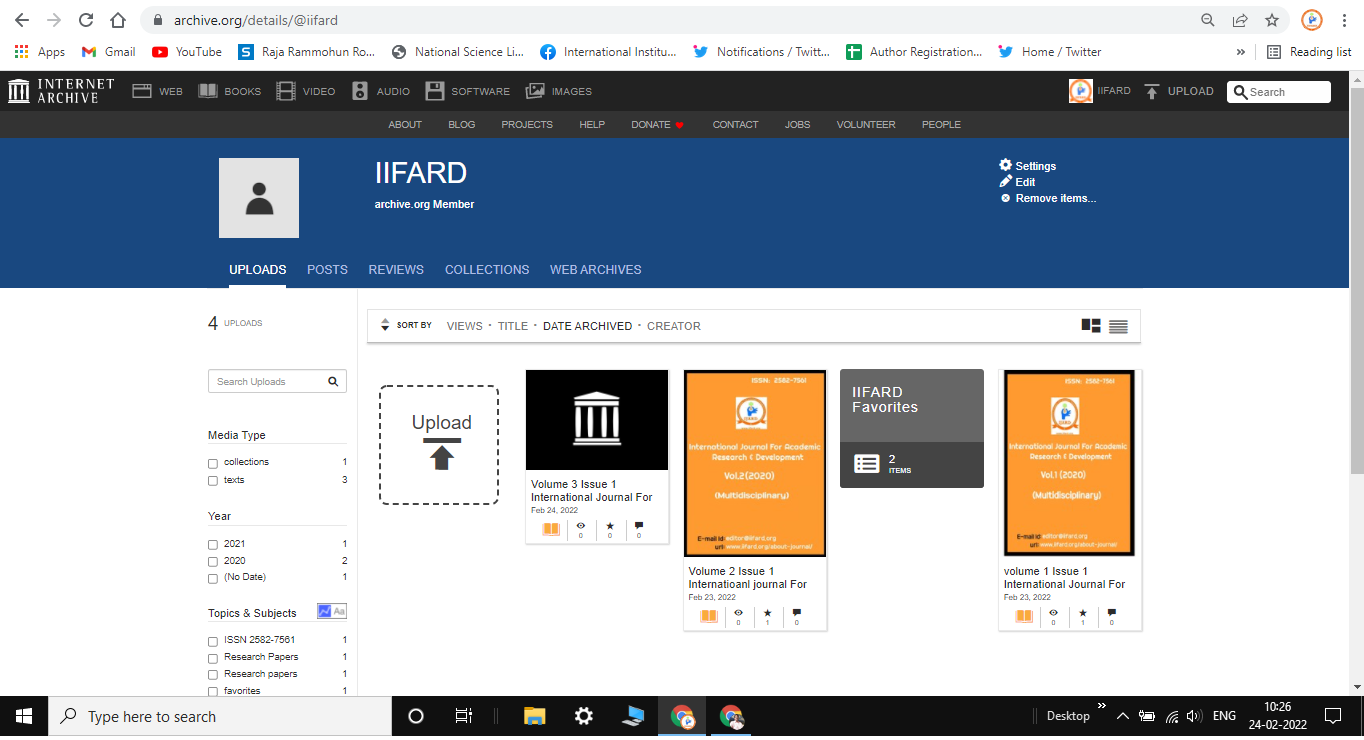 archive.org/details/@iifard
Apps
Gmail
YouTube
Raja Rammohun Ro...
National Science Li...
International Institu...
Notifications / Twitt...
Author Registration...
Home / Twitter
»
Reading list
INTERNET
ARCHIVE
WEB
BOOKS
VIDEO
AUDIO
SOFTWARE
IMAGES
IIFARD
UPLOAD
Search
ABOUT
BLOG
PROJECTS
HELP
DONATE
CONTACT
JOBS
VOLUNTEER
PEOPLE
IIFARD
archive.org Member
Settings
Edit
Remove items...
UPLOADS
POSTS
REVIEWS
COLLECTIONS
WEB ARCHIVES
4 UPLOADS
SORT BY
VIEWS · TITLE · DATE ARCHIVED · CREATOR
Search Uploads
Media Type
collections 1
texts 3
Year
2021 1
2020 2
(No Date) 1
Topics & Subjects
Aa
ISSN 2582-7561 1
Research Papers 1
Research papers 1
favorites 1
Upload
Volume 3 Issue 1
International Journal For
Feb 24, 2022
0 0 0
ISSN: 2582-7561
International Journal For Academic
Research & Development
Vol.2 (2020)
(Multidisciplinary)
E-mail Id: editor@iifard.org
url: www.iifard.org/about-journal/
Volume 2 Issue 1
Internatioanl journal For
Feb 23, 2022
0 1 0
IIFARD
Favorites
2
ITEMS
ISSN: 2582-7561
International Journal For Academic
Research & Development
Vol.1 (2020)
(Multidisciplinary)
E-mail Id: editor@iifard.org
url: www.iifard.org/about-journal/
volume 1 Issue 1
International Journal For
Feb 23, 2022
0 1 0
Type here to search
Desktop
»
ENG
10:26
24-02-2022